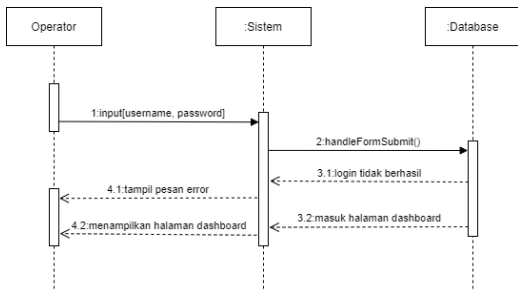 Operator
:Sistem
:Database
1:input[username, password]
2:handleFormSubmit()
3.1:login tidak berhasil
4.1:tampil pesan error
3.2:masuk halaman dashboard
4.2:menampilkan halaman dashboard